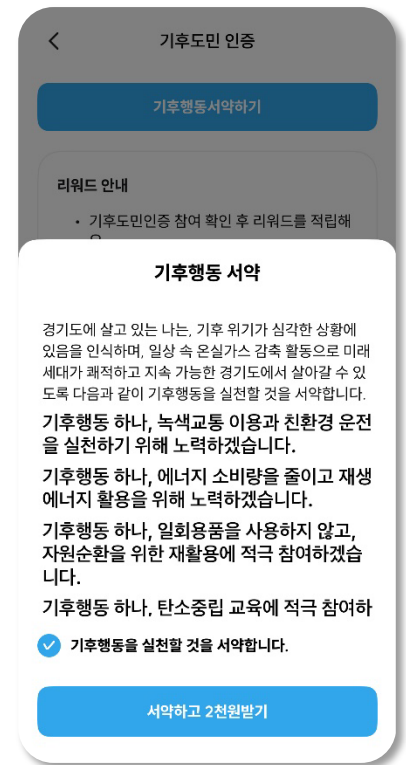 기후도민 인증
기후행동서약하기
리워드 안내
• 기후도민인증 참여 확인 후 리워드를 적립해
기후행동 서약
경기도에 살고 있는 나는, 기후 위기가 심각한 상황에
있음을 인식하며, 일상 속 온실가스 감축 활동으로 미래
세대가 쾌적하고 지속 가능한 경기도에서 살아갈 수 있
도록 다음과 같이 기후행동을 실천할 것을 서약합니다.
기후행동 하나, 녹색교통 이용과 친환경 운전
을 실천하기 위해 노력하겠습니다.
기후행동 하나, 에너지 소비량을 줄이고 재생
에너지 활용을 위해 노력하겠습니다.
기후행동 하나, 일회용품을 사용하지 않고,
자원순환을 위한 재활용에 적극 참여하겠습
니다.
기후행동 하나, 탄소중립 교육에 적극 참여하
기후행동을 실천할 것을 서약합니다.
서약하고 2천원받기